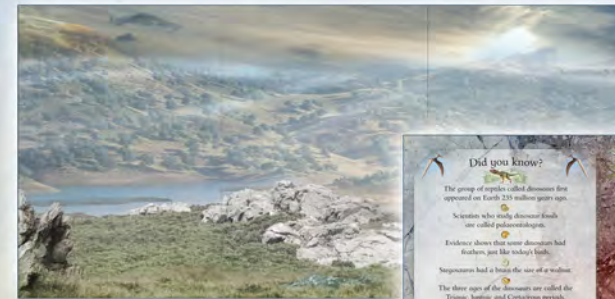 Did you know?
The group of reptiles called dinosaurs first
appeared on Earth 235 million years ago.
Scientists who study dinosaur fossils
are called palaeontologists.
Evidence shows that some dinosaurs had
feathers, just like today's birds.
Stegosaurus had a brain the size of a walnut.
The three ages of the dinosaurs are called the
Triassic, Jurassic and Cretaceous periods.